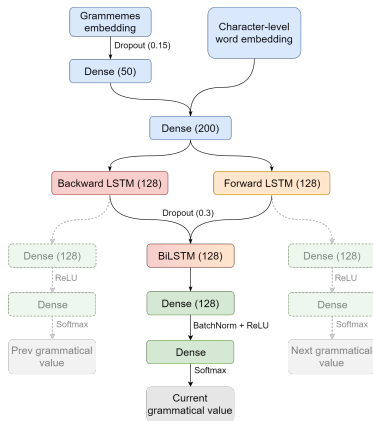 Grammemes
embedding
Character-level
word embedding
Dropout (0.15)
Dense (50)
Dense (200)
Backward LSTM (128)
Forward LSTM (128)
Dropout (0.3)
Dense (128)
BiLSTM (128)
Dense (128)
ReLU
ReLU
Dense
Dense (128)
Dense
BatchNorm + ReLU
Softmax
Softmax
Prev grammatical
value
Dense
Next grammatical
value
Softmax
Current
grammatical value